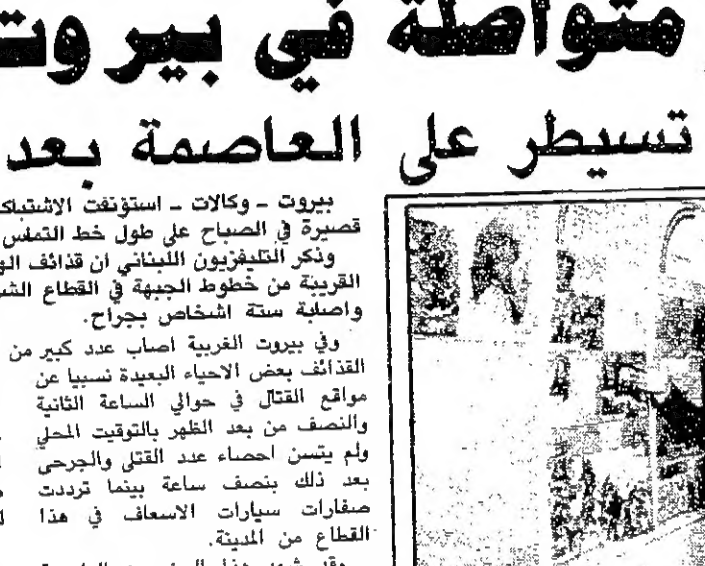 متواصلة في بيروت
تسيطر على العاصمة بعد
بيروت ـ وكالات ـ استؤنفت الاشتباك
قصيرة في الصباح على طول خط التماس
وذكر التليفزيون اللبناني ان قذائف اله
القريبة من خطوط الجبهة في القطاع الش
واصابة ستة اشخاص بجراح.
وفي بيروت الغربية اصاب عدد كبير من
القذائف بعض الاحياء البعيدة نسبيا عن
مواقع القتال في حوالي الساعة الثانية
والنصف من بعد الظهر بالتوقيت المحلي
ولم يتسن احصاء عدد القتلى والجرحى
بعد ذلك بنصف ساعة بينما ترددت
صفارات سيارات الاسعاف في هذا
القطاع من المدينة.